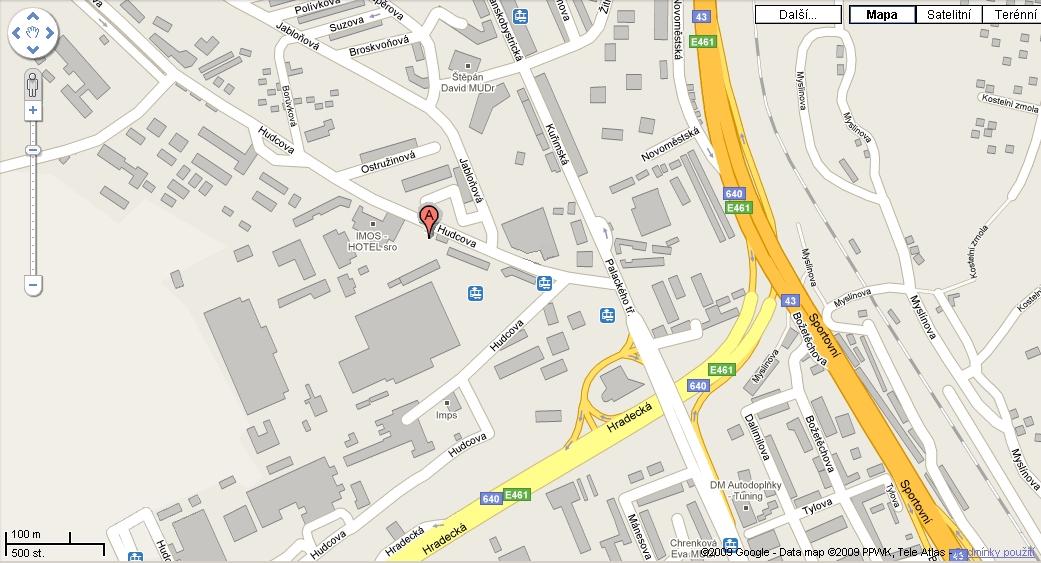 Polívkova
Suzova
Jabloňová
Broskvoňová
Štěpán
David MUDr
Kuřimská
Novoměstská
43
E461
Další...
Mapa
Satelitní
Terénní
Myslínova
Myslínova
Kostelní zmola
Borůvková
Hudcova
Ostružinová
Jabloňová
Novoměstská
640
E461
A
Hudcova
IMOS -
HOTEL sro
Palackého tř.
Myslínova
Kostelní zmola
43
Myslínova
Myslínova
Sportovní
Božetěchova
Hudcova
Myslínova
E461
640
Imps
Hradecká
Hudcova
Dalimilova
Božetěchova
Myslínova
DM Autodoplňky
- Tuning
Tylova
Tylova
Sportovní
640
E461
Mánesova
Hradecká
Hradecká
Hudcova
100 m
500 st.
Chrenková
©2009 Google - Data map ©2009 PPWK, Tele Atlas -
43